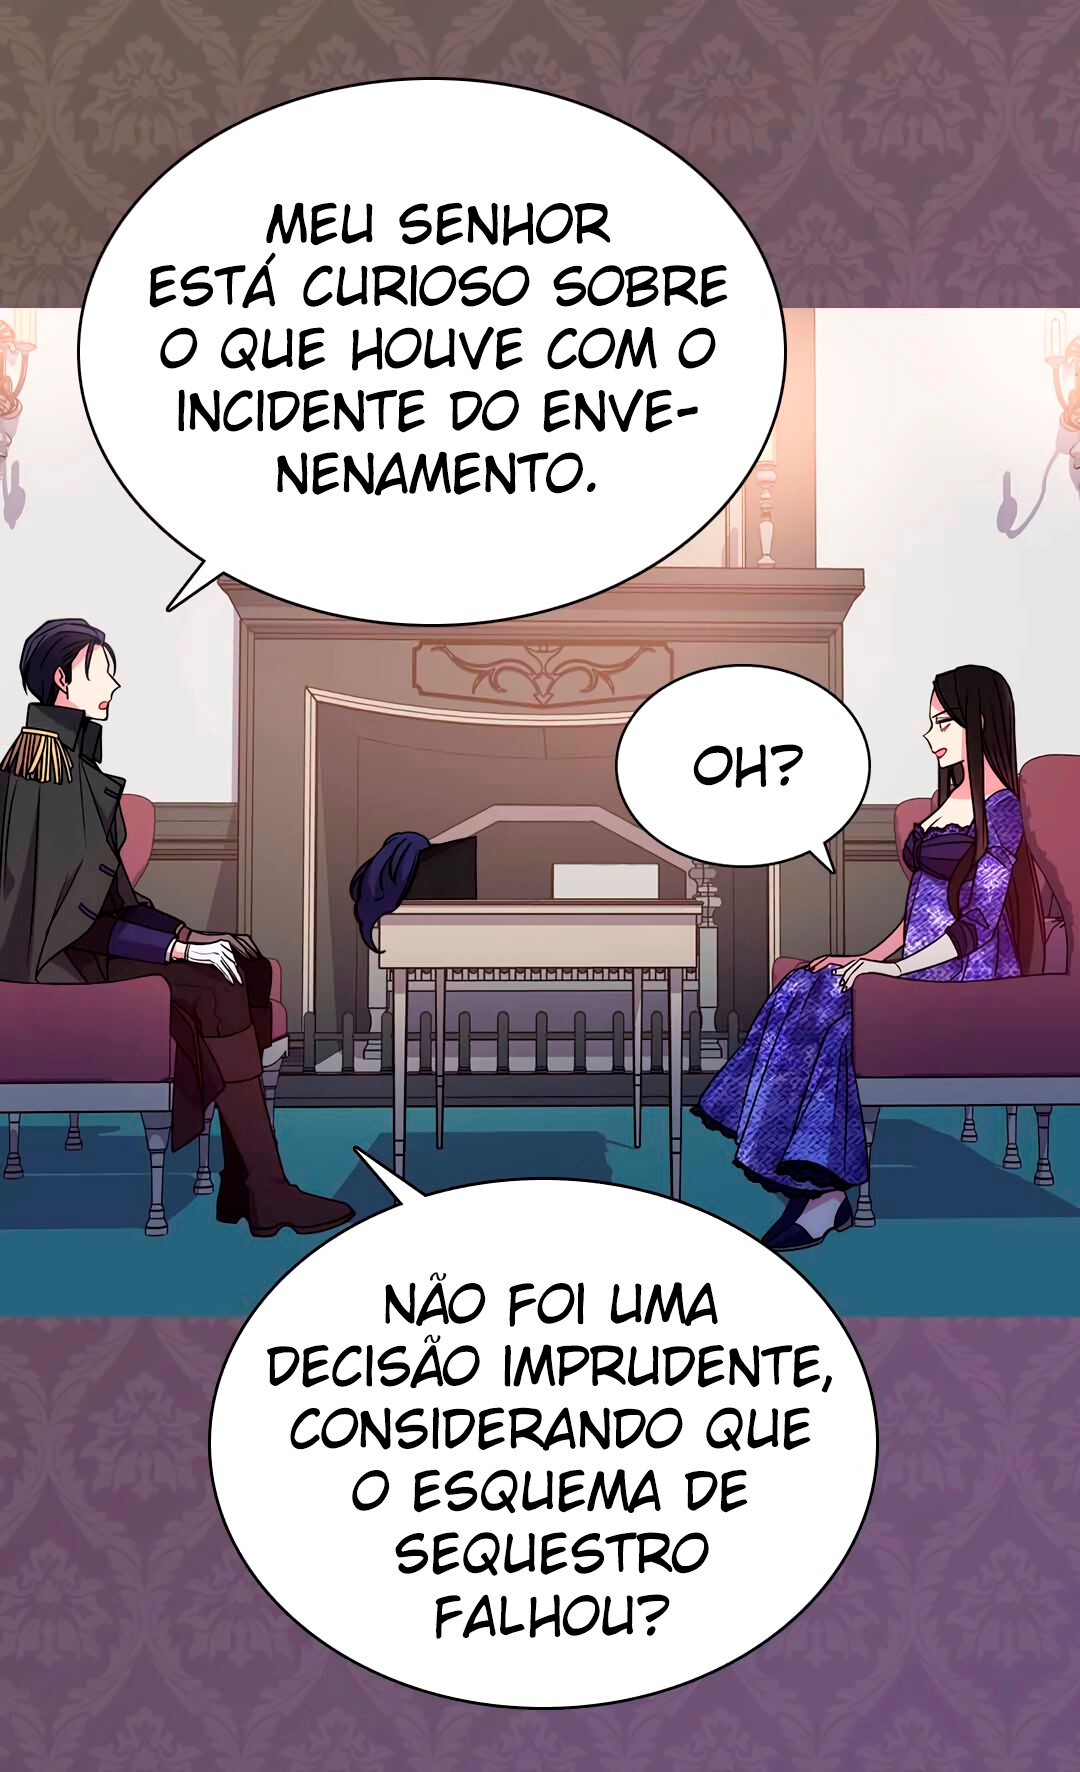 MEU SENHOR
ESTÁ CURIOSO SOBRE
O QUE HOUVE COM O
INCIDENTE DO ENVE-
NENAMENTO.
OH?
NÃO FOI UMA
DECISÃO IMPRUDENTE,
CONSIDERANDO QUE
O ESQUEMA DE
SEQUESTRO
FALHOU?